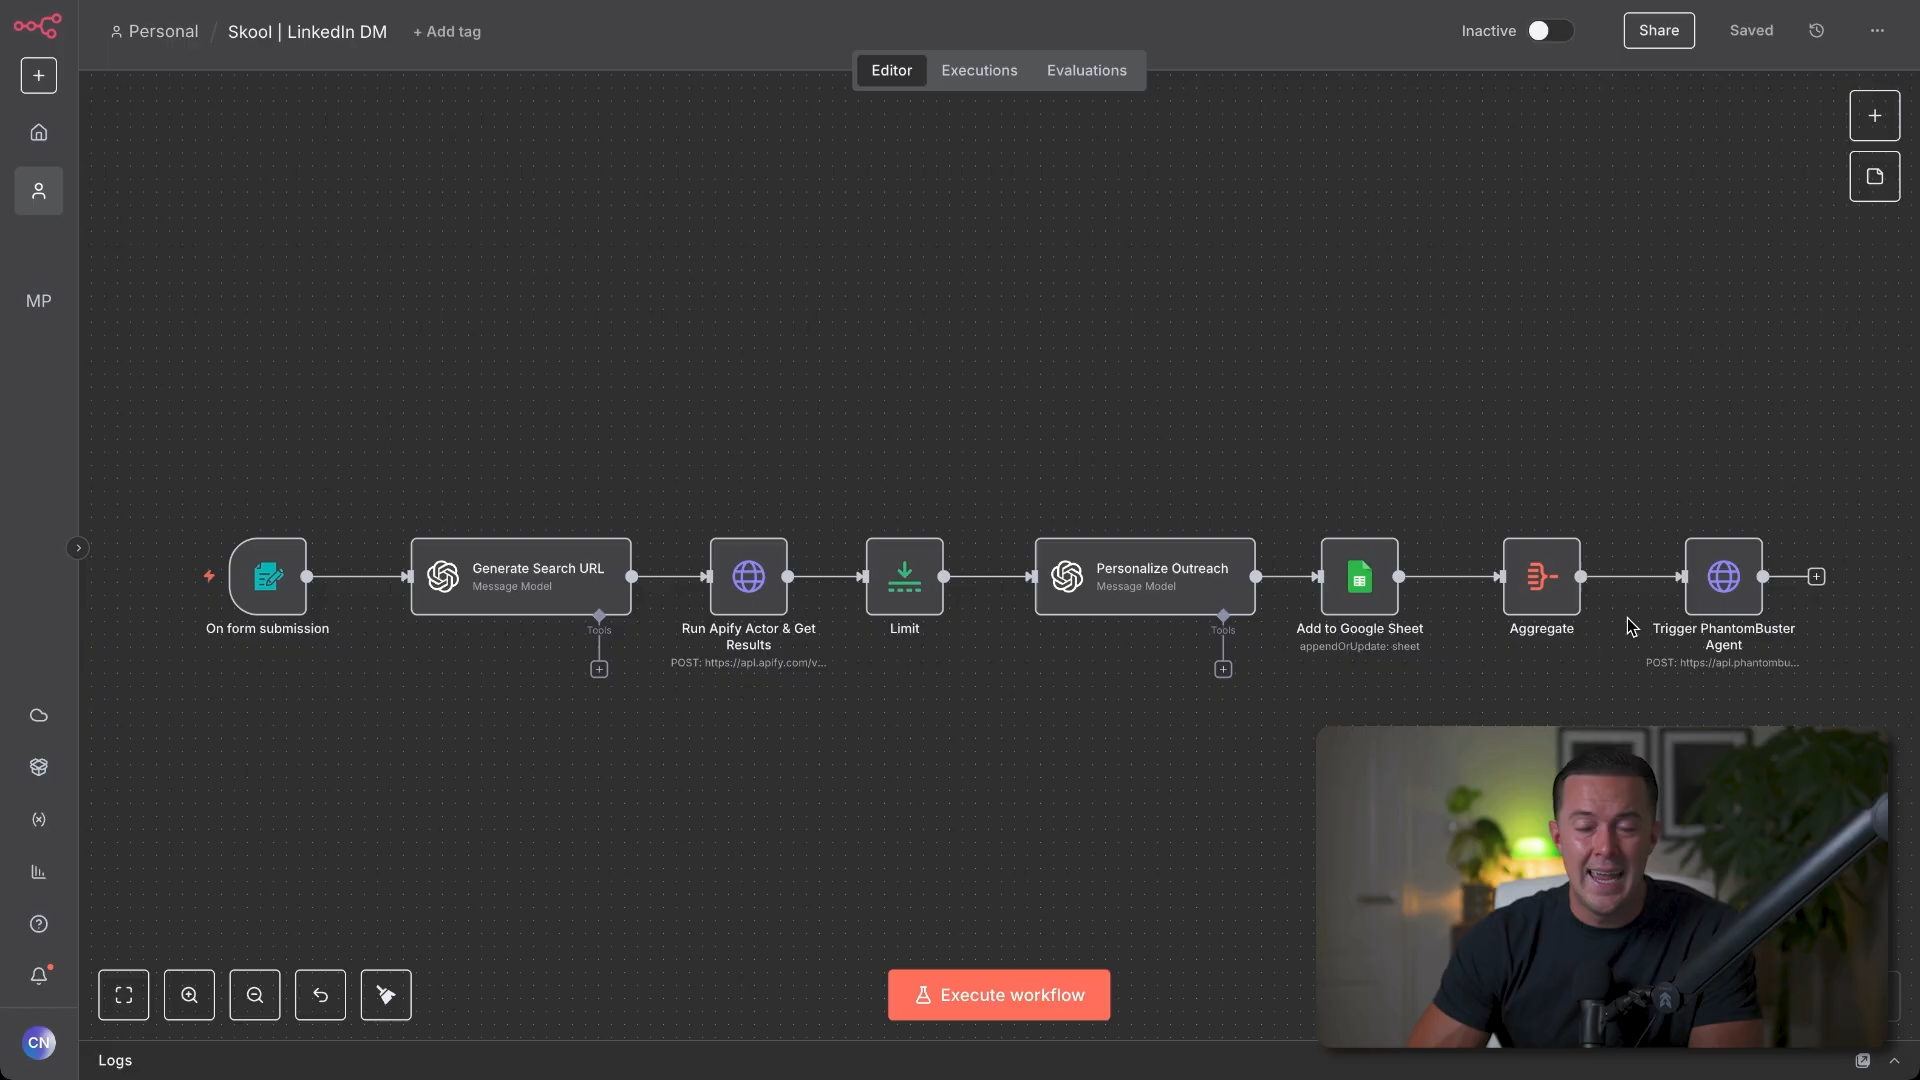 Personal / Skool | LinkedIn DM + Add tag
Inactive
Share
Saved
Editor Executions Evaluations
MP
Generate Search URL
Message Model
Personalize Outreach
Message Model
Tools
Tools
On form submission
Run Apify Actor & Get
Results
POST: https://api.apify.com/v...
Limit
Add to Google Sheet
appendOrUpdate: sheet
Aggregate
Trigger PhantomBuster
Agent
POST: https://api.phantombu...
Execute workflow
CN
Logs